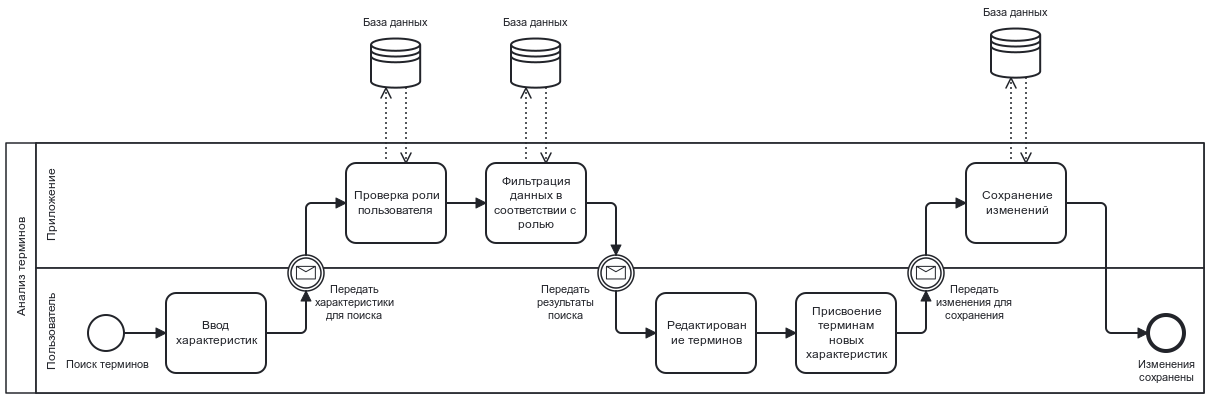 База данных
База данных
База данных
Анализ терминов
Приложение
Проверка роли
пользователя
Фильтрация
данных в
соответствии с
ролью
Сохранение
изменений
Пользователь
Поиск терминов
Ввод
характеристик
Передать
характеристики
для поиска
Передать
результаты
поиска
Редактирован
ие терминов
Присвоение
терминам
новых
характеристик
Передать
изменения для
сохранения
Изменения
сохранены